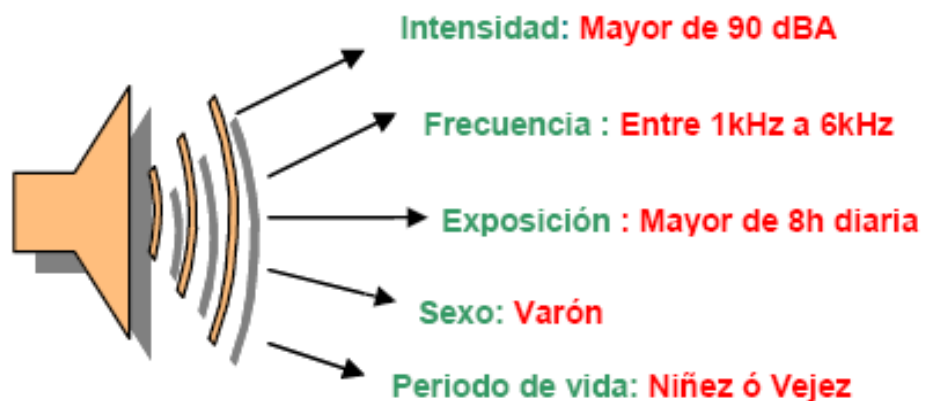 Intensidad: Mayor de 90 dBA
Frecuencia : Entre 1kHz a 6kHz
Exposición : Mayor de 8h diaria
Sexo: Varón
Periodo de vida: Niñez ó Vejez